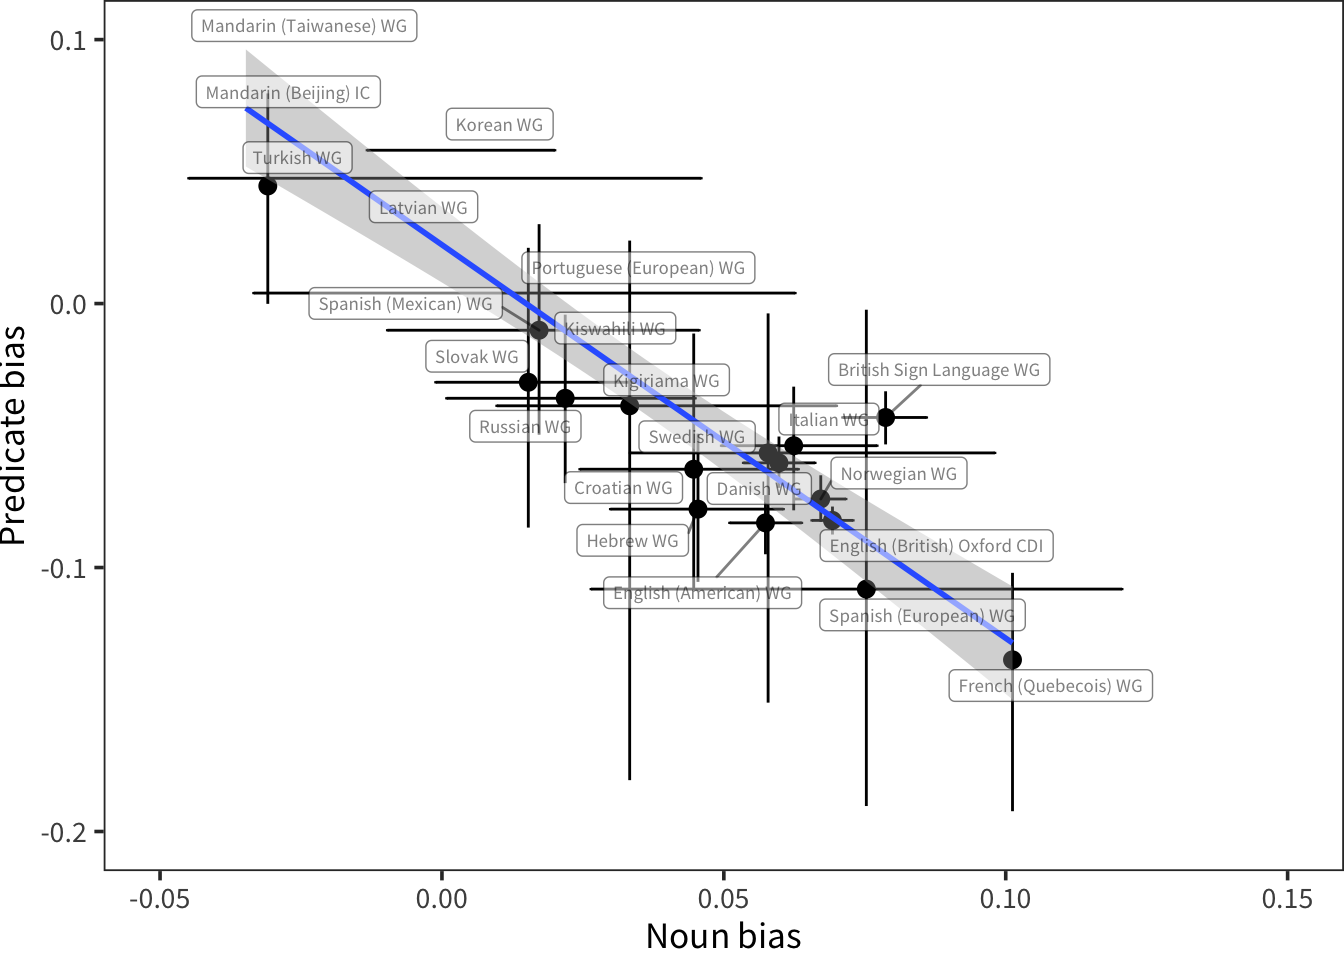 Mandarin (Taiwanese) WG
0.1
Mandarin (Beijing) IC
Korean WG
Turkish WG
Latvian WG
Portuguese (European) WG
0.0
Spanish (Mexican) WG
Kiswahili WG
Slovak WG
British Sign Language WG
Kigiriama WG
Italian WG
Russian WG
Swedish WG
Norwegian WG
Croatian WG
Danish WG
Hebrew WG
English (British) Oxford CDI
-0.1
English (American) WG
Spanish (European) WG
French (Quebecois) WG
-0.2
Predicate bias
-0.05
0.00
0.05
0.10
0.15
Noun bias